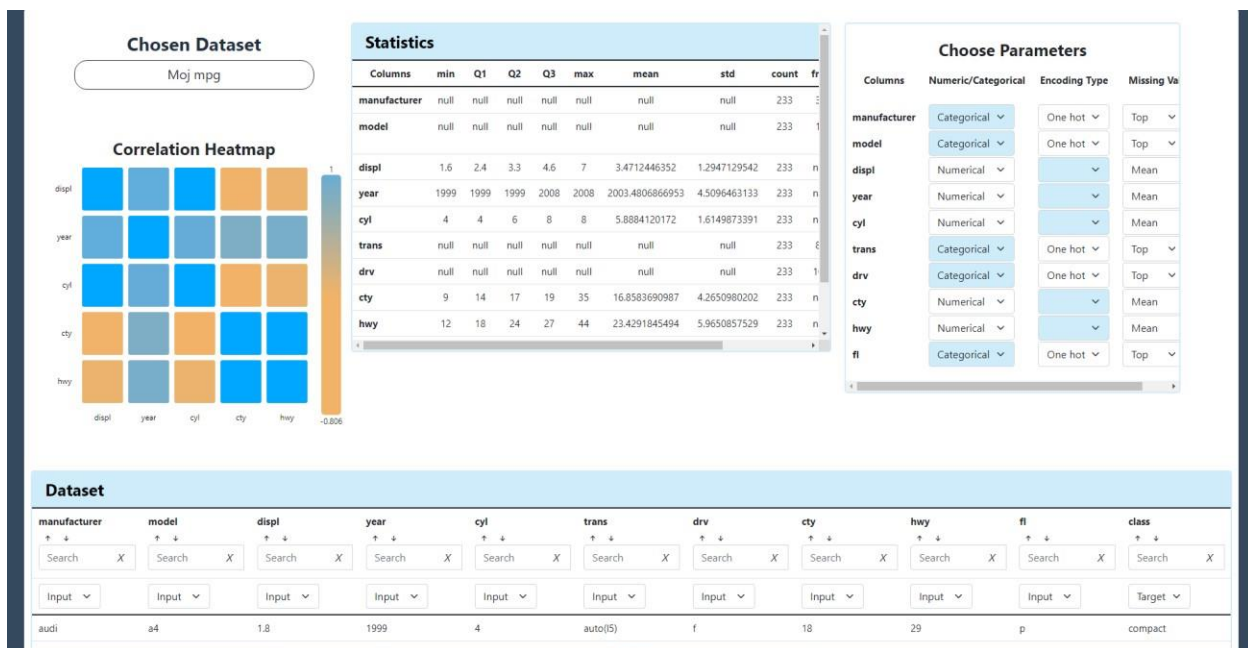 Chosen Dataset
Moj mpg
Correlation Heatmap
1
displ
year
cyl
cty
hwy
displ year cyl cty hwy
-0.806
Statistics
Columns min Q1 Q2 Q3 max mean std count fr
manufacturer null null null null null null null 233
model null null null null null null null 233
displ 1.6 2.4 3.3 4.6 7 3.4712446352 1.2947129542 233 n
year 1999 1999 1999 2008 2008 2003.4806866953 4.5096463133 233 n
cyl 4 4 6 8 8 5.8884120172 1.6149873391 233 n
trans null null null null null null null 233
drv null null null null null null null 233
cty 9 14 17 19 35 16.8583690987 4.2650980202 233 n
hwy 12 18 24 27 44 23.4291845494 5.9650857529 233 n
Choose Parameters
Columns Numeric/Categorical Encoding Type Missing Va
manufacturer Categorical One hot Top
model Categorical One hot Top
displ Numerical Mean
year Numerical Mean
cyl Numerical Mean
trans Categorical One hot Top
drv Categorical One hot Top
cty Numerical Mean
hwy Numerical Mean
fl Categorical One hot Top
Dataset
manufacturer model displ year cyl trans drv cty hwy fl class
↑ ↓ ↑ ↓ ↑ ↓ ↑ ↓ ↑ ↓ ↑ ↓ ↑ ↓ ↑ ↓ ↑ ↓ ↑ ↓ ↑ ↓
Search X Search X Search X Search X Search X Search X Search X Search X Search X Search X Search X
Input Input Input Input Input Input Input Input Input Input Target
audi a4 1.8 1999 4 auto(l5) f 18 29 p compact